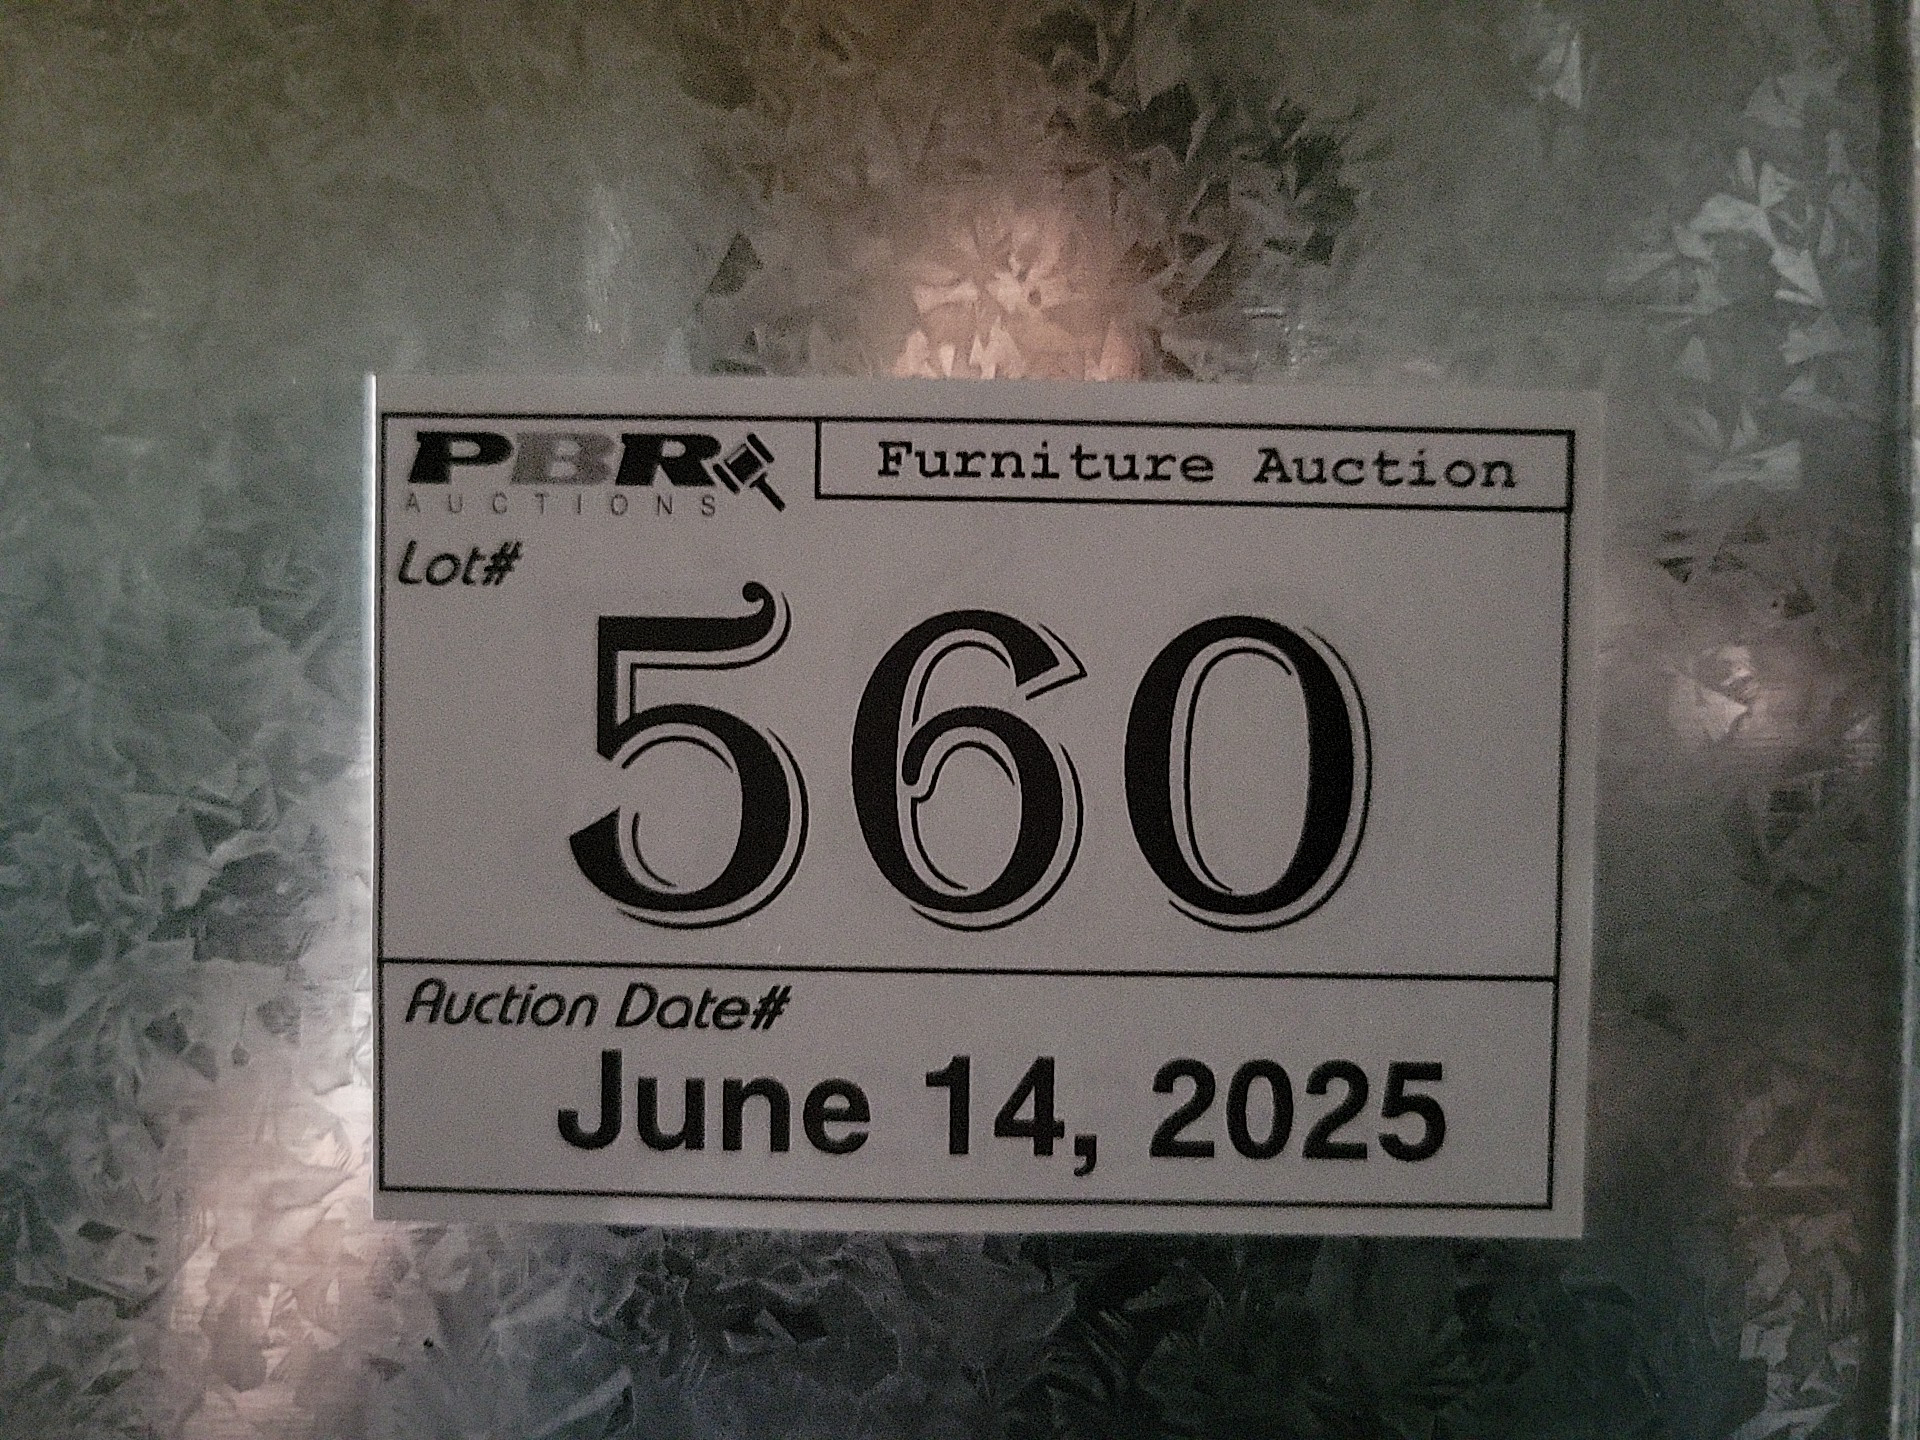 PBR
AUCTIONS
Furniture Auction
Lot#
560
Auction Date#
June 14, 2025